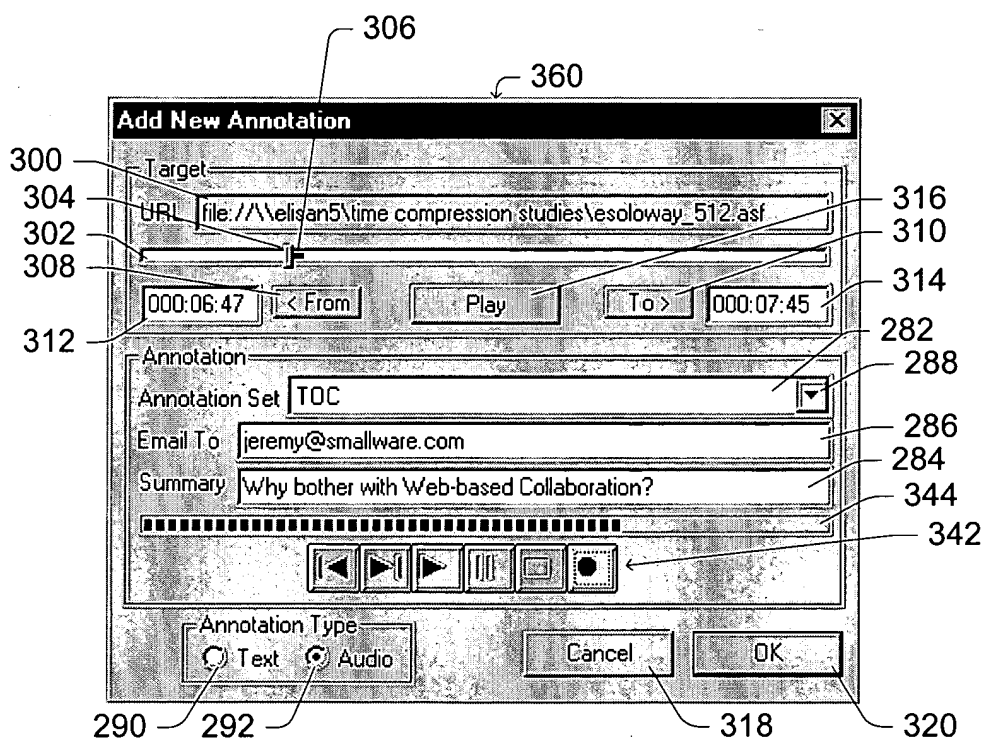 306
360
Add New Annotation
300
Target
304
URL file://\\elisan5\time compression studies\esoloway_512.asf
316
302
310
308
000:06:47 < From Play To > 000:07:45
314
312
282
Annotation
288
Annotation Set TOC
Email To jeremy@smallware.com
286
284
Summary Why bother with Web-based Collaboration?
344
342
Annotation Type
Text Audio
Cancel OK
290 292 318 320